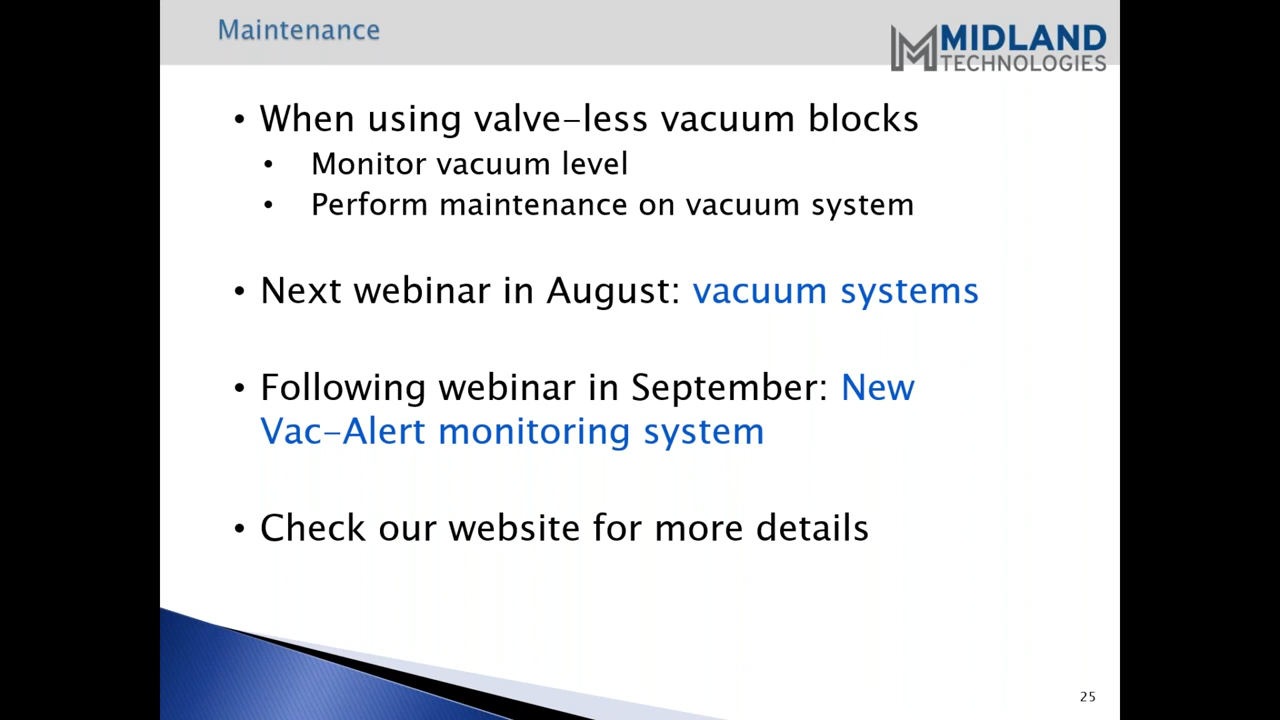 Maintenance
MIDLAND
TECHNOLOGIES
• When using valve-less vacuum blocks
• Monitor vacuum level
• Perform maintenance on vacuum system
• Next webinar in August: vacuum systems
• Following webinar in September: New
Vac-Alert monitoring system
• Check our website for more details
25